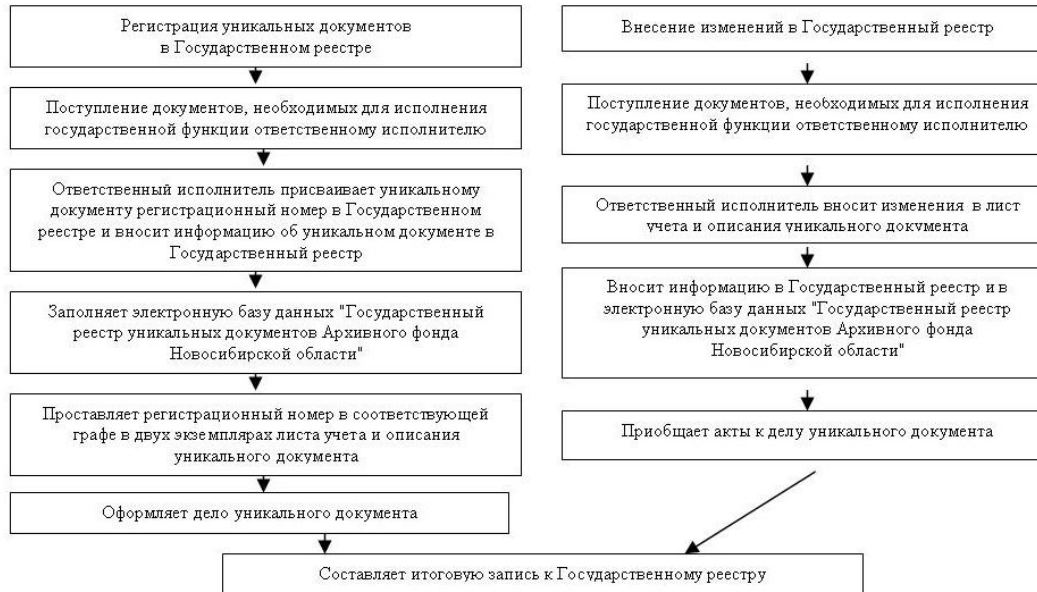 Регистрация уникальных документов
в Государственном реестре
Поступление документов, необходимых для исполнения
государственной функции ответственному исполнителю
Ответственный исполнитель присваивает уникальному
документу регистрационный номер в Государственном
реестре и вносит информацию об уникальном документе в
Государственный реестр
Заполняет электронную базу данных "Государственный
реестр уникальных документов Архивного фонда
Новосибирской области"
Проставляет регистрационный номер в соответствующей
графе в двух экземплярах листа учета и описания
уникального документа
Оформляет дело уникального документа
Внесение изменений в Государственный реестр
Поступление документов, необходимых для исполнения
государственной функции ответственному исполнителю
Ответственный исполнитель вносит изменения в лист
учета и описания уникального документа
Вносит информацию в Государственный реестр и в
электронную базу данных "Государственный реестр
уникальных документов Архивного фонда
Новосибирской области"
Приобщает акты к делу уникального документа
Составляет итоговую запись к Государственному реестру